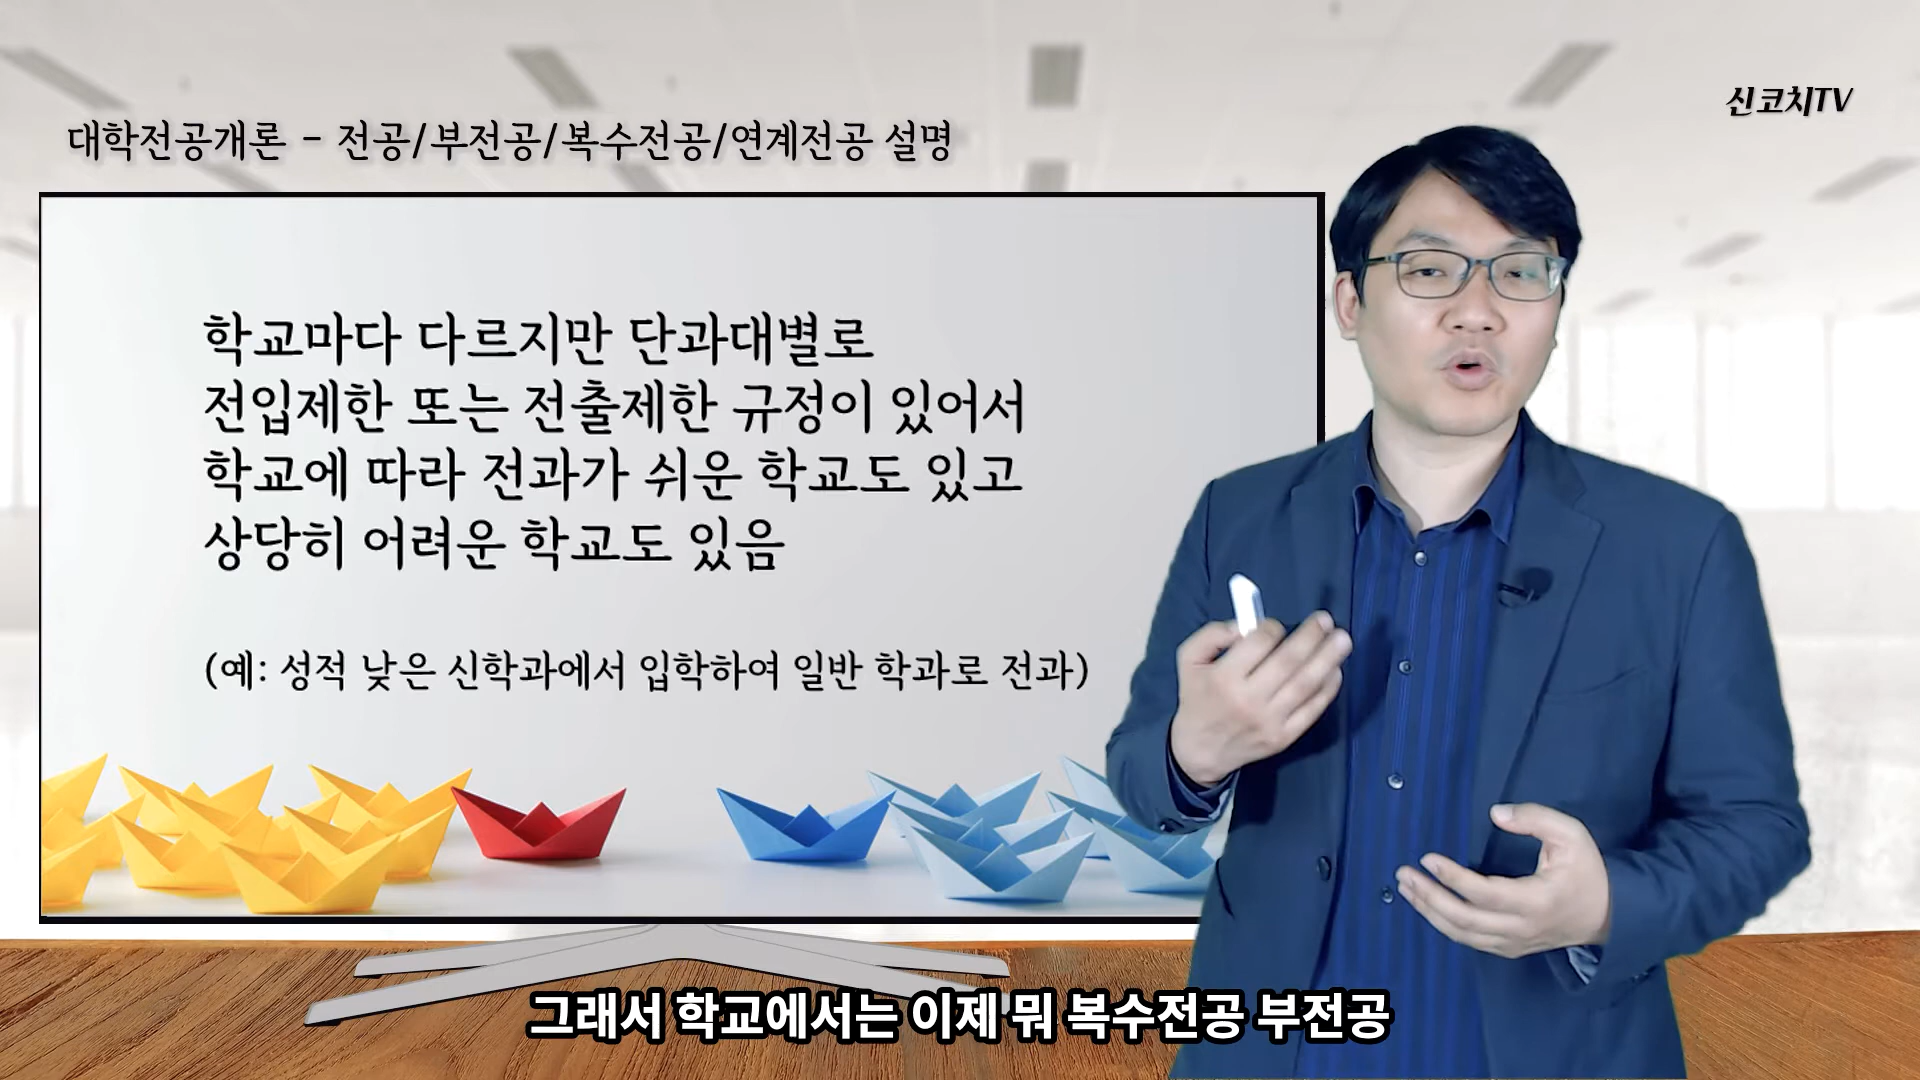 신코치TV
대학전공개론 - 전공/부전공/복수전공/연계전공 설명
학교마다 다르지만 단과대별로
전입제한 또는 전출제한 규정이 있어서
학교에 따라 전과가 쉬운 학교도 있고
상당히 어려운 학교도 있음
(예: 성적 낮은 신학과에서 입학하여 일반 학과로 전과)
그래서 학교에서는 이제 뭐 복수전공 부전공